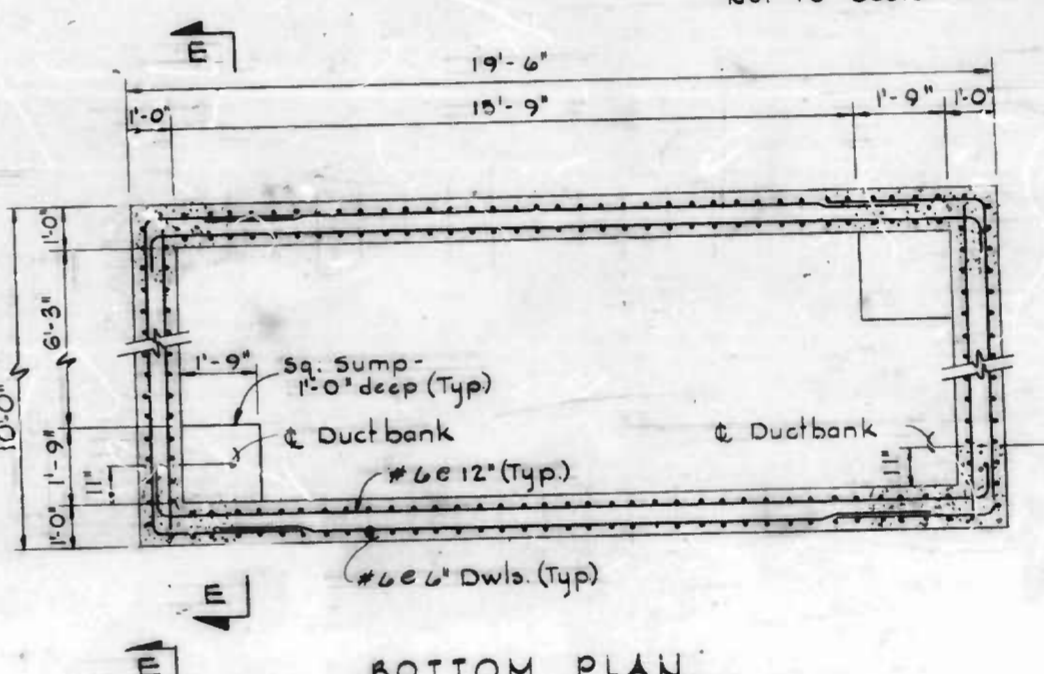 E
19'-6"
1'-0"
15'-9"
1'-9"
1'-0"
10'-0"
1'-0"
6'-3"
1'-9"
1'-0"
11"
1'-9"
Sq. Sump-
1'-0" deep (Typ.)
℄ Ductbank
℄ Ductbank
11"
#6@12" (Typ.)
#6@6" Dwls. (Typ)
E
E
BOTTOM PLAN